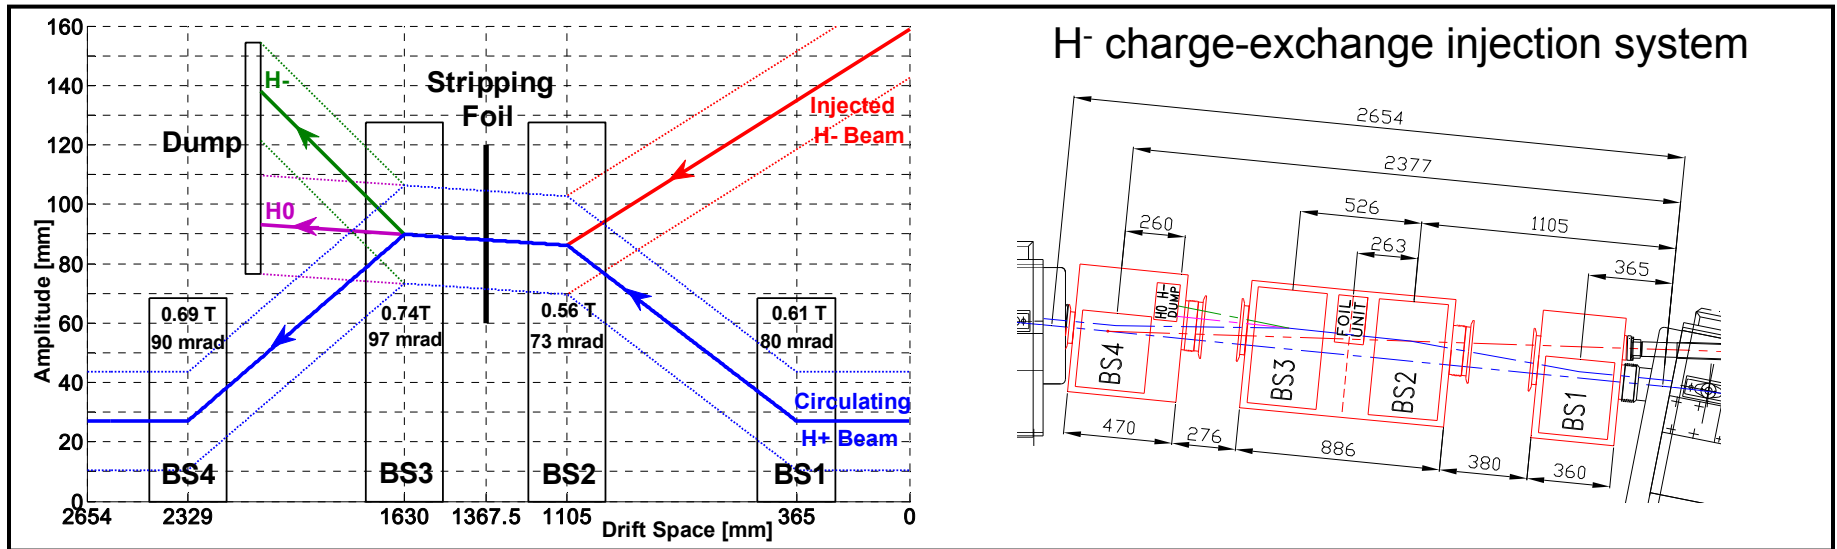 H- charge-exchange injection system
160
140
120
100
80
60
40
20
0
Amplitude [mm]
H-
Stripping
Foil
Injected
H- Beam
Dump
H0
0.69 T
90 mrad
0.74T
97 mrad
0.56 T
73 mrad
0.61 T
80 mrad
Circulating
H+ Beam
BS4
BS3
BS2
BS1
2654
2329
1630
1367.5
1105
365
0
Drift Space [mm]
2654
2377
526
1105
260
263
365
H0 H-
DUMP
FOIL
UNIT
BS4
BS3
BS2
BS1
470
276
886
380
360